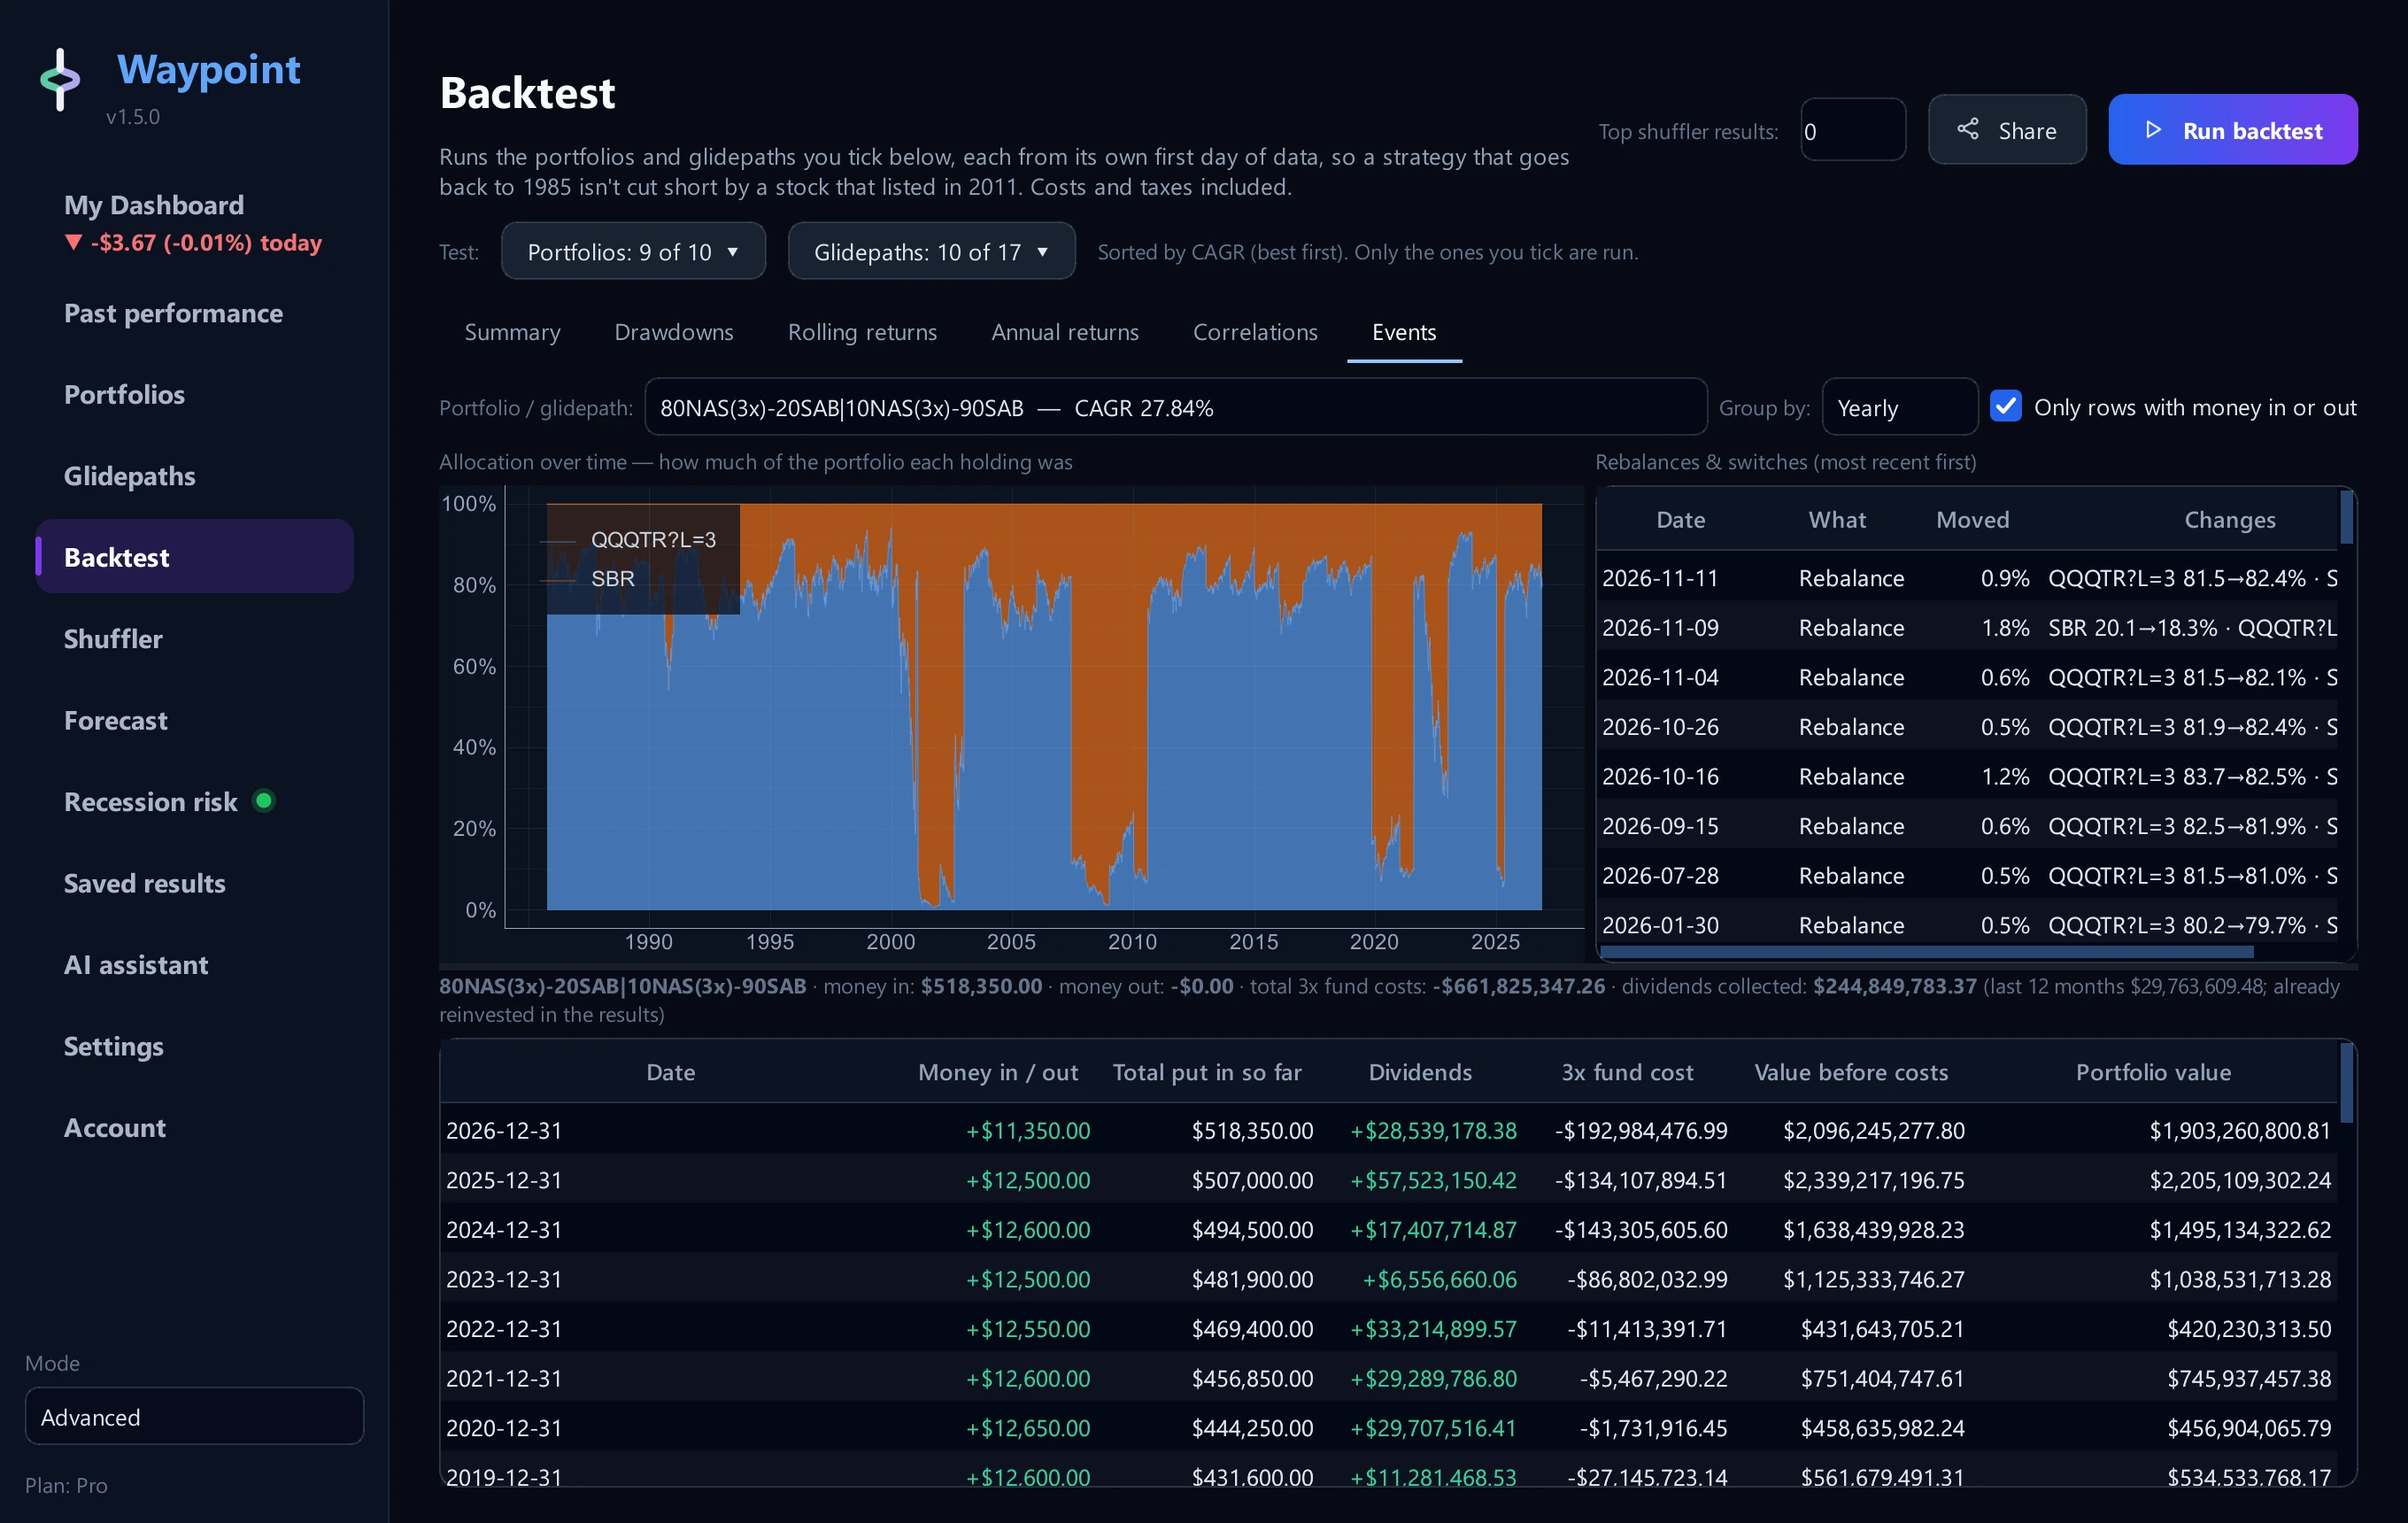 Waypoint
v1.5.0
My Dashboard
▼ -$3.67 (-0.01%) today
Past performance
Portfolios
Glidepaths
Backtest
Shuffler
Forecast
Recession risk
Saved results
AI assistant
Settings
Account
Mode
Advanced
Plan: Pro
Backtest
Runs the portfolios and glidepaths you tick below, each from its own first day of data, so a strategy that goes
back to 1985 isn't cut short by a stock that listed in 2011. Costs and taxes included.
Top shuffler results: 0 Share Run backtest
Test: Portfolios: 9 of 10 ▼ Glidepaths: 10 of 17 ▼ Sorted by CAGR (best first). Only the ones you tick are run.
Summary Drawdowns Rolling returns Annual returns Correlations Events
Portfolio / glidepath: 80NAS(3x)-20SAB|10NAS(3x)-90SAB — CAGR 27.84% Group by: Yearly Only rows with money in or out
Allocation over time — how much of the portfolio each holding was
100%
80%
60%
40%
20%
0%
QQQTR?L=3
SBR
1990 1995 2000 2005 2010 2015 2020 2025
Rebalances & switches (most recent first)
Date What Moved Changes
2026-11-11 Rebalance 0.9% QQQTR?L=3 81.5→82.4% · S
2026-11-09 Rebalance 1.8% SBR 20.1→18.3% · QQQTR?L
2026-11-04 Rebalance 0.6% QQQTR?L=3 81.5→82.1% · S
2026-10-26 Rebalance 0.5% QQQTR?L=3 81.9→82.4% · S
2026-10-16 Rebalance 1.2% QQQTR?L=3 83.7→82.5% · S
2026-09-15 Rebalance 0.6% QQQTR?L=3 82.5→81.9% · S
2026-07-28 Rebalance 0.5% QQQTR?L=3 81.5→81.0% · S
2026-01-30 Rebalance 0.5% QQQTR?L=3 80.2→79.7% · S
80NAS(3x)-20SAB|10NAS(3x)-90SAB · money in: $518,350.00 · money out: -$0.00 · total 3x fund costs: -$661,825,347.26 · dividends collected: $244,849,783.37 (last 12 months $29,763,609.48; already
reinvested in the results)
Date Money in / out Total put in so far Dividends 3x fund cost Value before costs Portfolio value
2026-12-31 +$11,350.00 $518,350.00 +$28,539,178.38 -$192,984,476.99 $2,096,245,277.80 $1,903,260,800.81
2025-12-31 +$12,500.00 $507,000.00 +$57,523,150.42 -$134,107,894.51 $2,339,217,196.75 $2,205,109,302.24
2024-12-31 +$12,600.00 $494,500.00 +$17,407,714.87 -$143,305,605.60 $1,638,439,928.23 $1,495,134,322.62
2023-12-31 +$12,500.00 $481,900.00 +$6,556,660.06 -$86,802,032.99 $1,125,333,746.27 $1,038,531,713.28
2022-12-31 +$12,550.00 $469,400.00 +$33,214,899.57 -$11,413,391.71 $431,643,705.21 $420,230,313.50
2021-12-31 +$12,600.00 $456,850.00 +$29,289,786.80 -$5,467,290.22 $751,404,747.61 $745,937,457.38
2020-12-31 +$12,650.00 $444,250.00 +$29,707,516.41 -$1,731,916.45 $458,635,982.24 $456,904,065.79
2019-12-31 +$12,600.00 $431,600.00 +$11,281,468.53 -$27,145,723.14 $561,679,491.31 $534,533,768.17